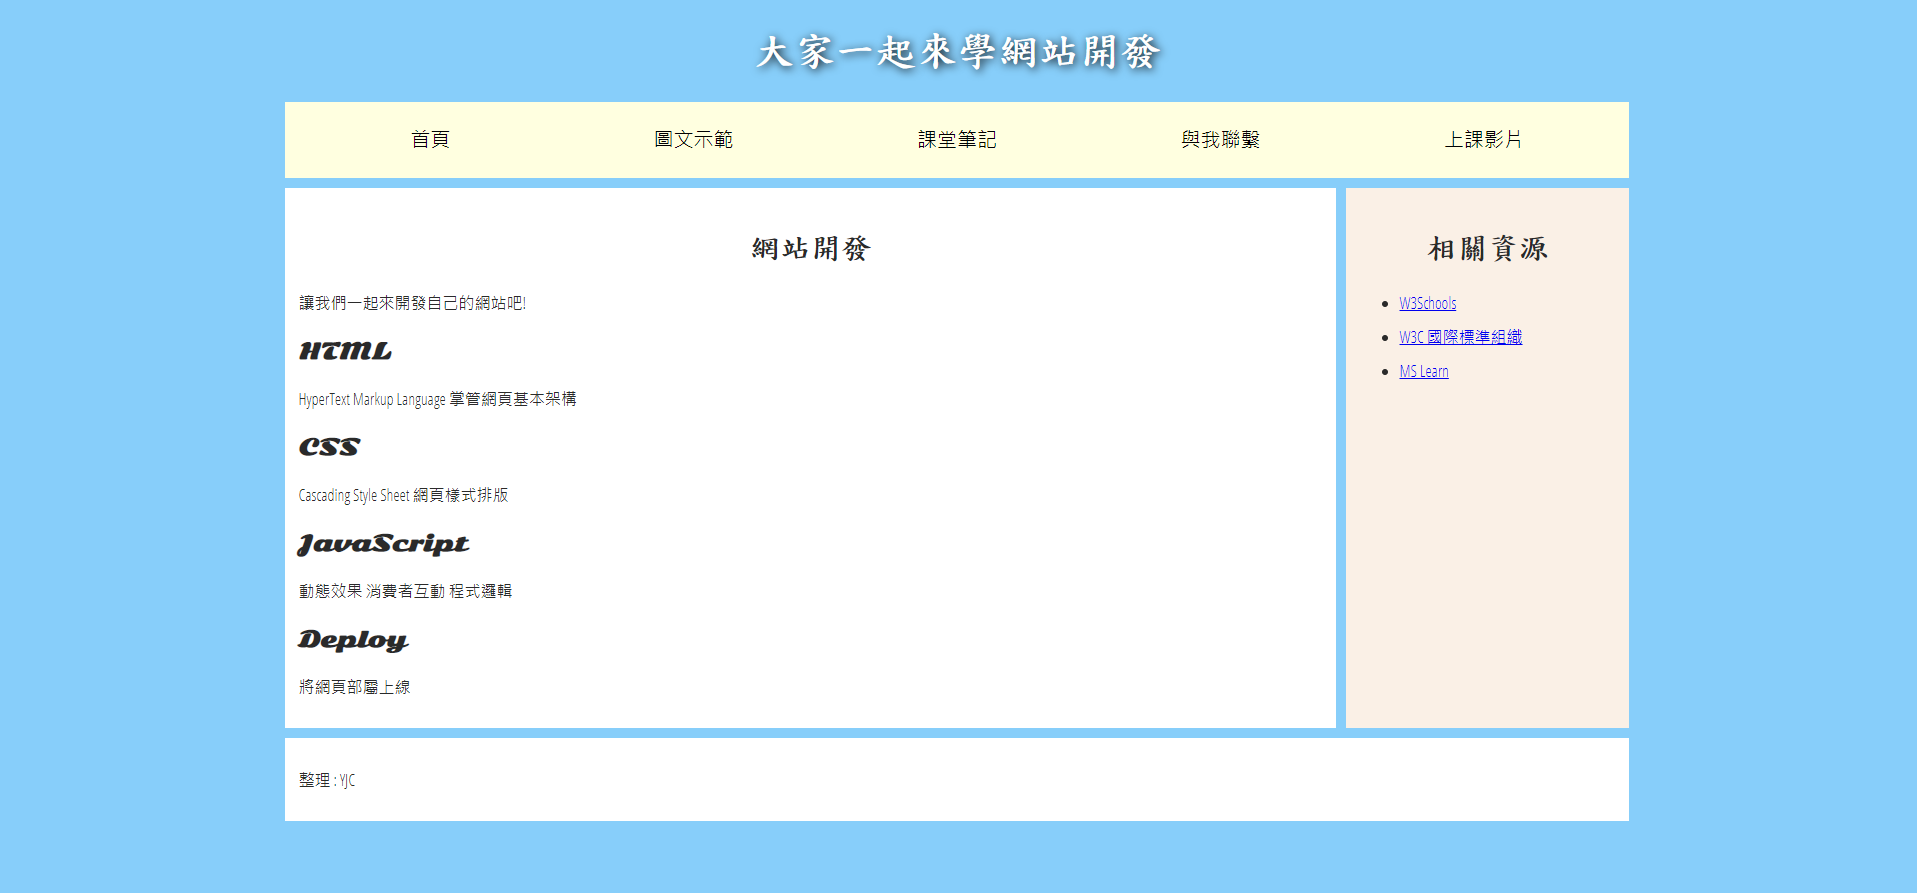 大家一起來學網站開發
首頁 圖文示範 課堂筆記 與我聯繫 上課影片
網站開發
讓我們一起來開發自己的網站吧!
HTML
HyperText Markup Language 掌管網頁基本架構
CSS
Cascading Style Sheet 網頁樣式排版
JavaScript
動態效果 消費者互動 程式邏輯
Deploy
將網頁部屬上線
相關資源
W3Schools
W3C 國際標準組織
MS Learn
整理 : YJC